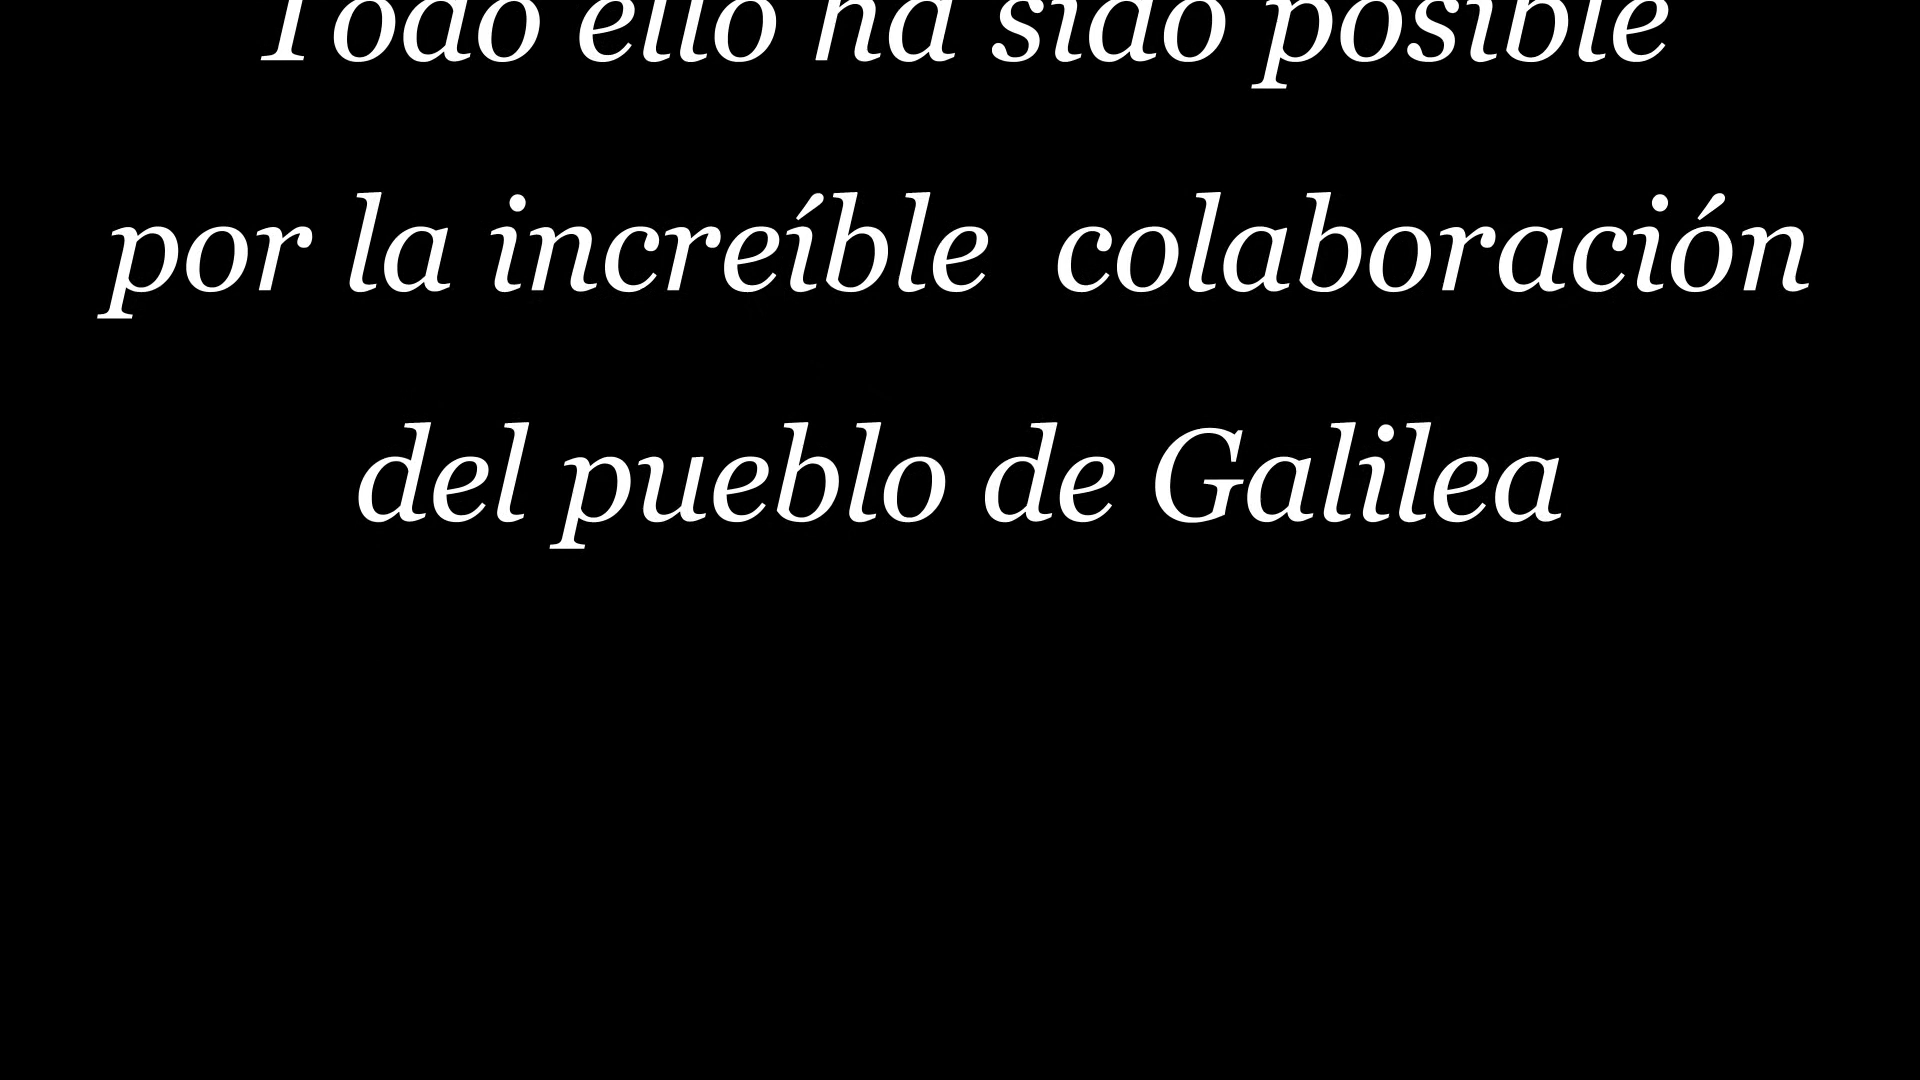 Todo ello ha sido posible
por la increíble  colaboración
del pueblo de Galilea